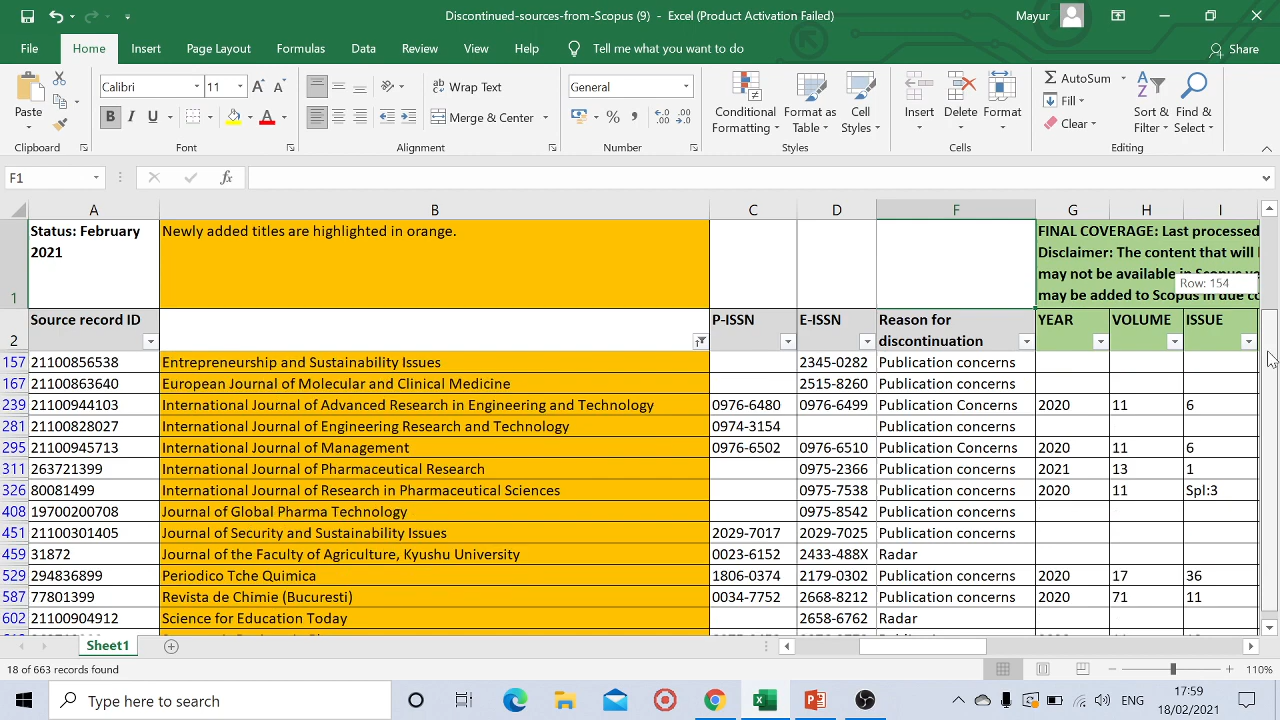 Discontinued-sources-from-Scopus (9) - Excel (Product Activation Failed)
Mayur
File Home Insert Page Layout Formulas Data Review View Help Tell me what you want to do Share
Paste
Clipboard
Calibri 11
B I U
Font
Wrap Text
Merge & Center
Alignment
General
Number
Conditional Formatting
Format as Table
Cell Styles
Styles
Insert
Delete
Format
Cells
AutoSum
Fill
Clear
Sort & Filter
Find & Select
Editing
F1 fx
A B C D F G H I
1 Status: February 2021 Newly added titles are highlighted in orange. FINAL COVERAGE: Last processed
Disclaimer: The content that will
may not be available in Scopus
may be added to Scopus in due
Row: 154
2 Source record ID P-ISSN E-ISSN Reason for discontinuation YEAR VOLUME ISSUE
157 21100856538 Entrepreneurship and Sustainability Issues 2345-0282 Publication concerns
167 21100863640 European Journal of Molecular and Clinical Medicine 2515-8260 Publication concerns
239 21100944103 International Journal of Advanced Research in Engineering and Technology 0976-6480 0976-6499 Publication Concerns 2020 11 6
281 21100828027 International Journal of Engineering Research and Technology 0974-3154 Publication concerns
295 21100945713 International Journal of Management 0976-6502 0976-6510 Publication Concerns 2020 11 6
311 263721399 International Journal of Pharmaceutical Research 0975-2366 Publication concerns 2021 13 1
326 80081499 International Journal of Research in Pharmaceutical Sciences 0975-7538 Publication concerns 2020 11 Spl:3
408 19700200708 Journal of Global Pharma Technology 0975-8542 Publication concerns
451 21100301405 Journal of Security and Sustainability Issues 2029-7017 2029-7025 Publication concerns
459 31872 Journal of the Faculty of Agriculture, Kyushu University 0023-6152 2433-488X Radar
529 294836899 Periodico Tche Quimica 1806-0374 2179-0302 Publication concerns 2020 17 36
587 77801399 Revista de Chimie (Bucuresti) 0034-7752 2668-8212 Publication concerns 2020 71 11
602 21100904912 Science for Education Today 2658-6762 Radar
Sheet1
18 of 663 records found
110%
Type here to search
ENG
17:59
18/02/2021